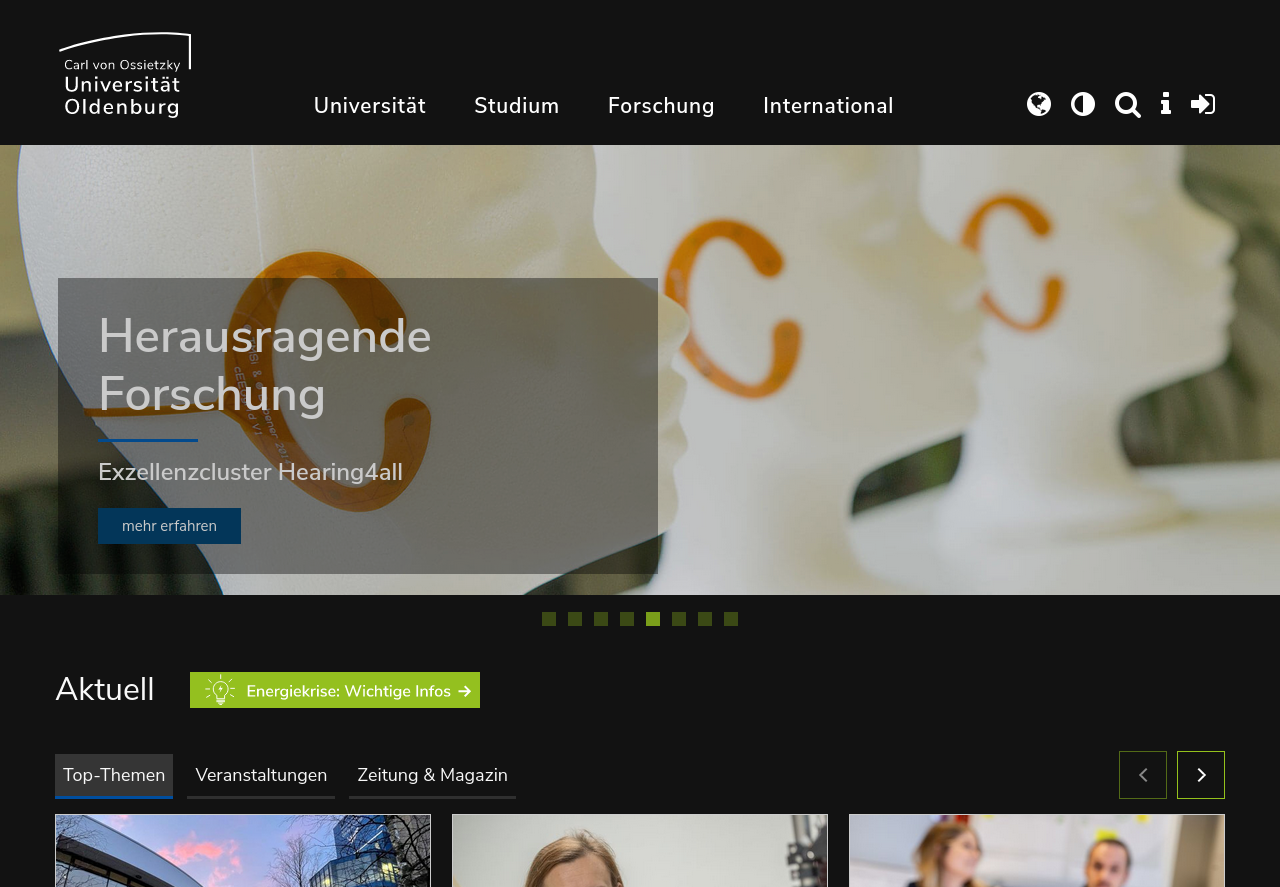 Carl von Ossietzky
Universität
Oldenburg
Universität
Studium
Forschung
International
Herausragende
Forschung
Exzellenzcluster Hearing4all
mehr erfahren
Aktuell
Energiekrise: Wichtige Infos
Top-Themen
Veranstaltungen
Zeitung & Magazin